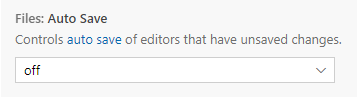 Files: Auto Save
Controls auto save of editors that have unsaved changes.
off